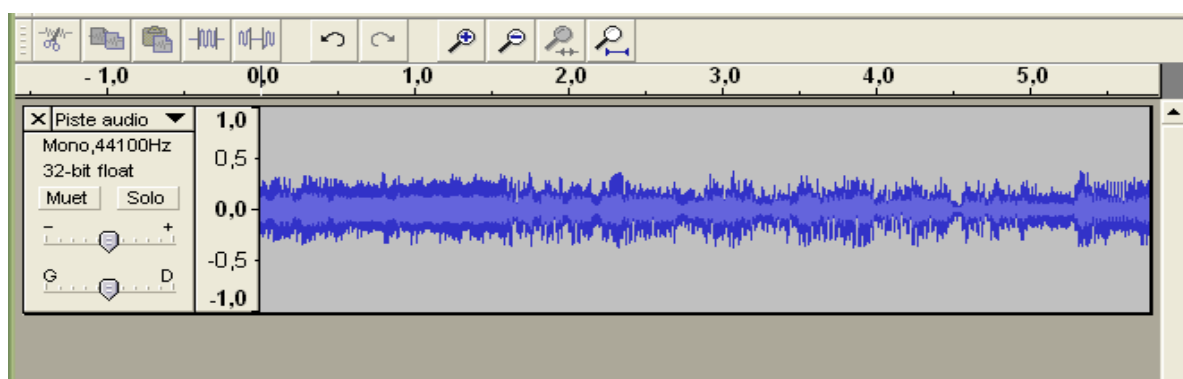 - 1,0 0,0 1,0 2,0 3,0 4,0 5,0
X Piste audio
Mono,44100Hz
32-bit float
Muet Solo
- +
G D
1,0
0,5
0,0
-0,5
-1,0